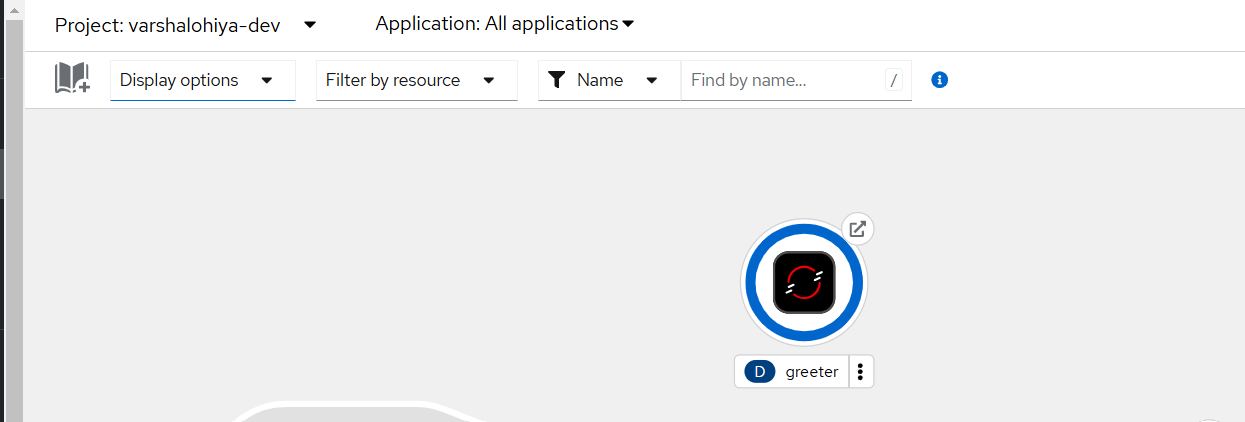 Project: varshalohiya-dev
Application: All applications
Display options
Filter by resource
Name
Find by name...
/
i
D greeter